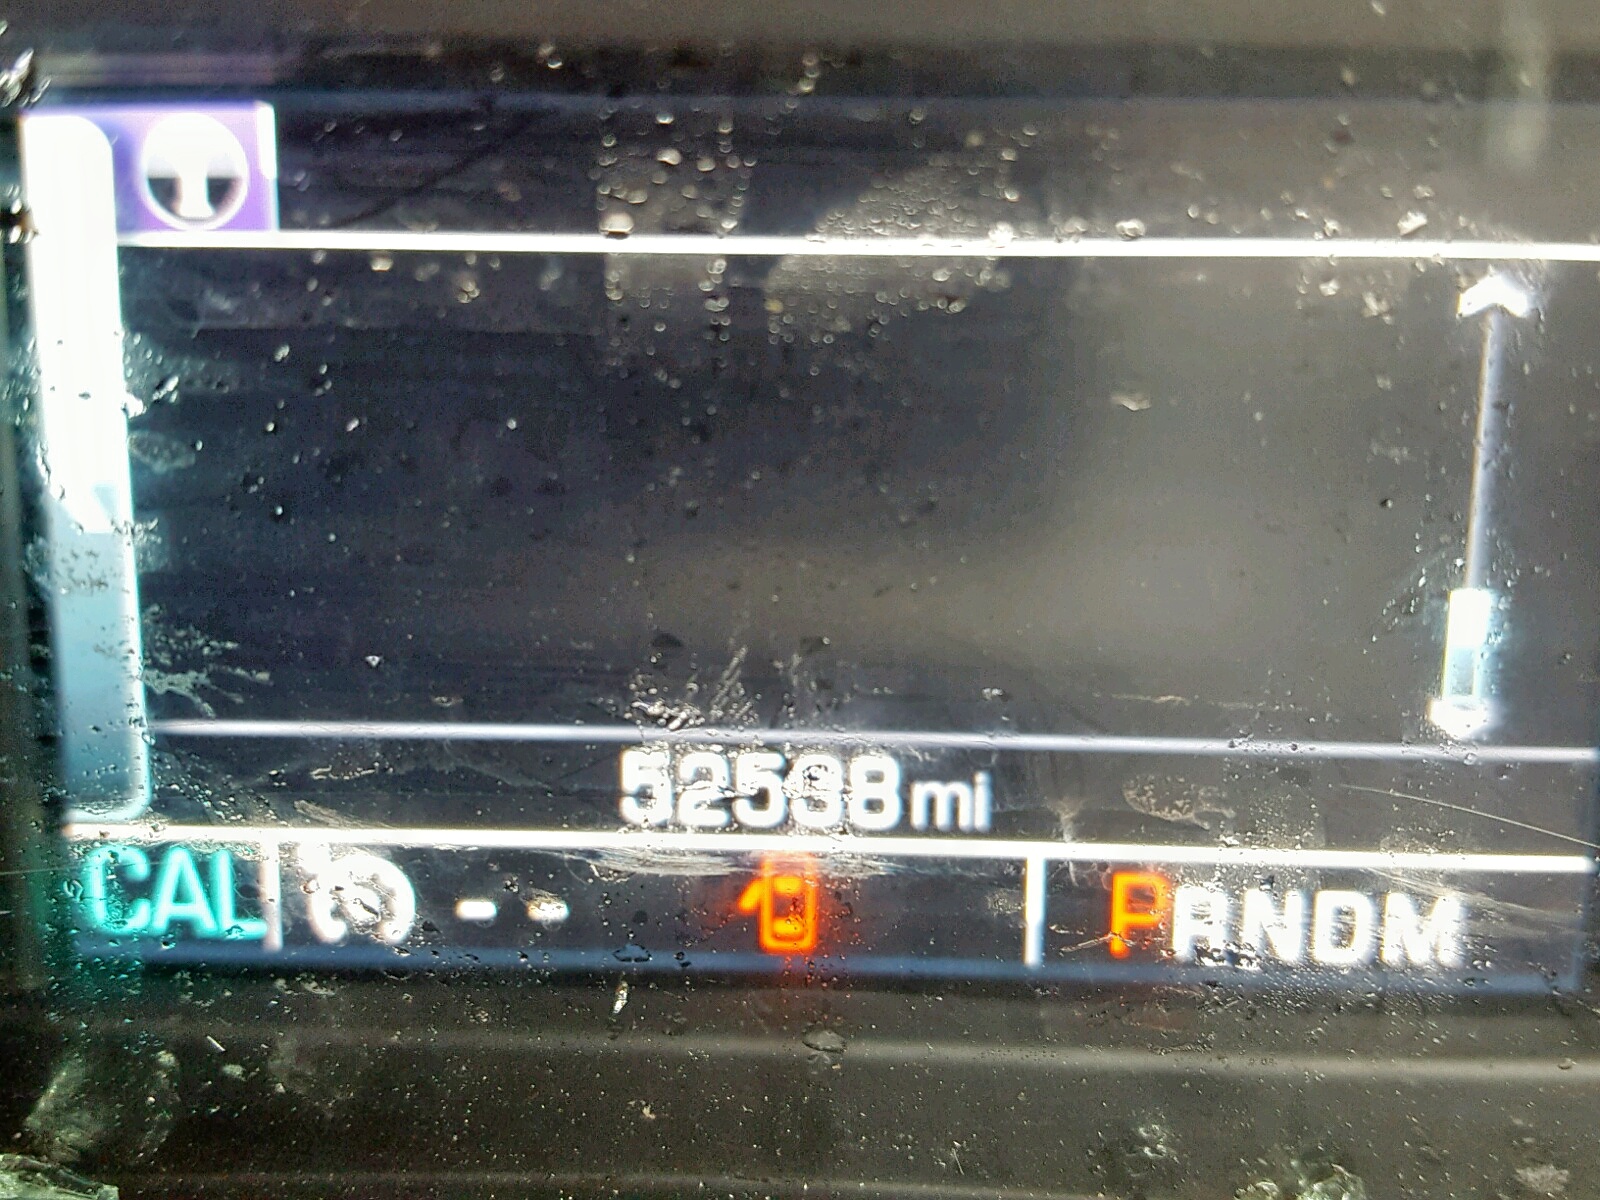 52538 mi
CAL -- PRNDM